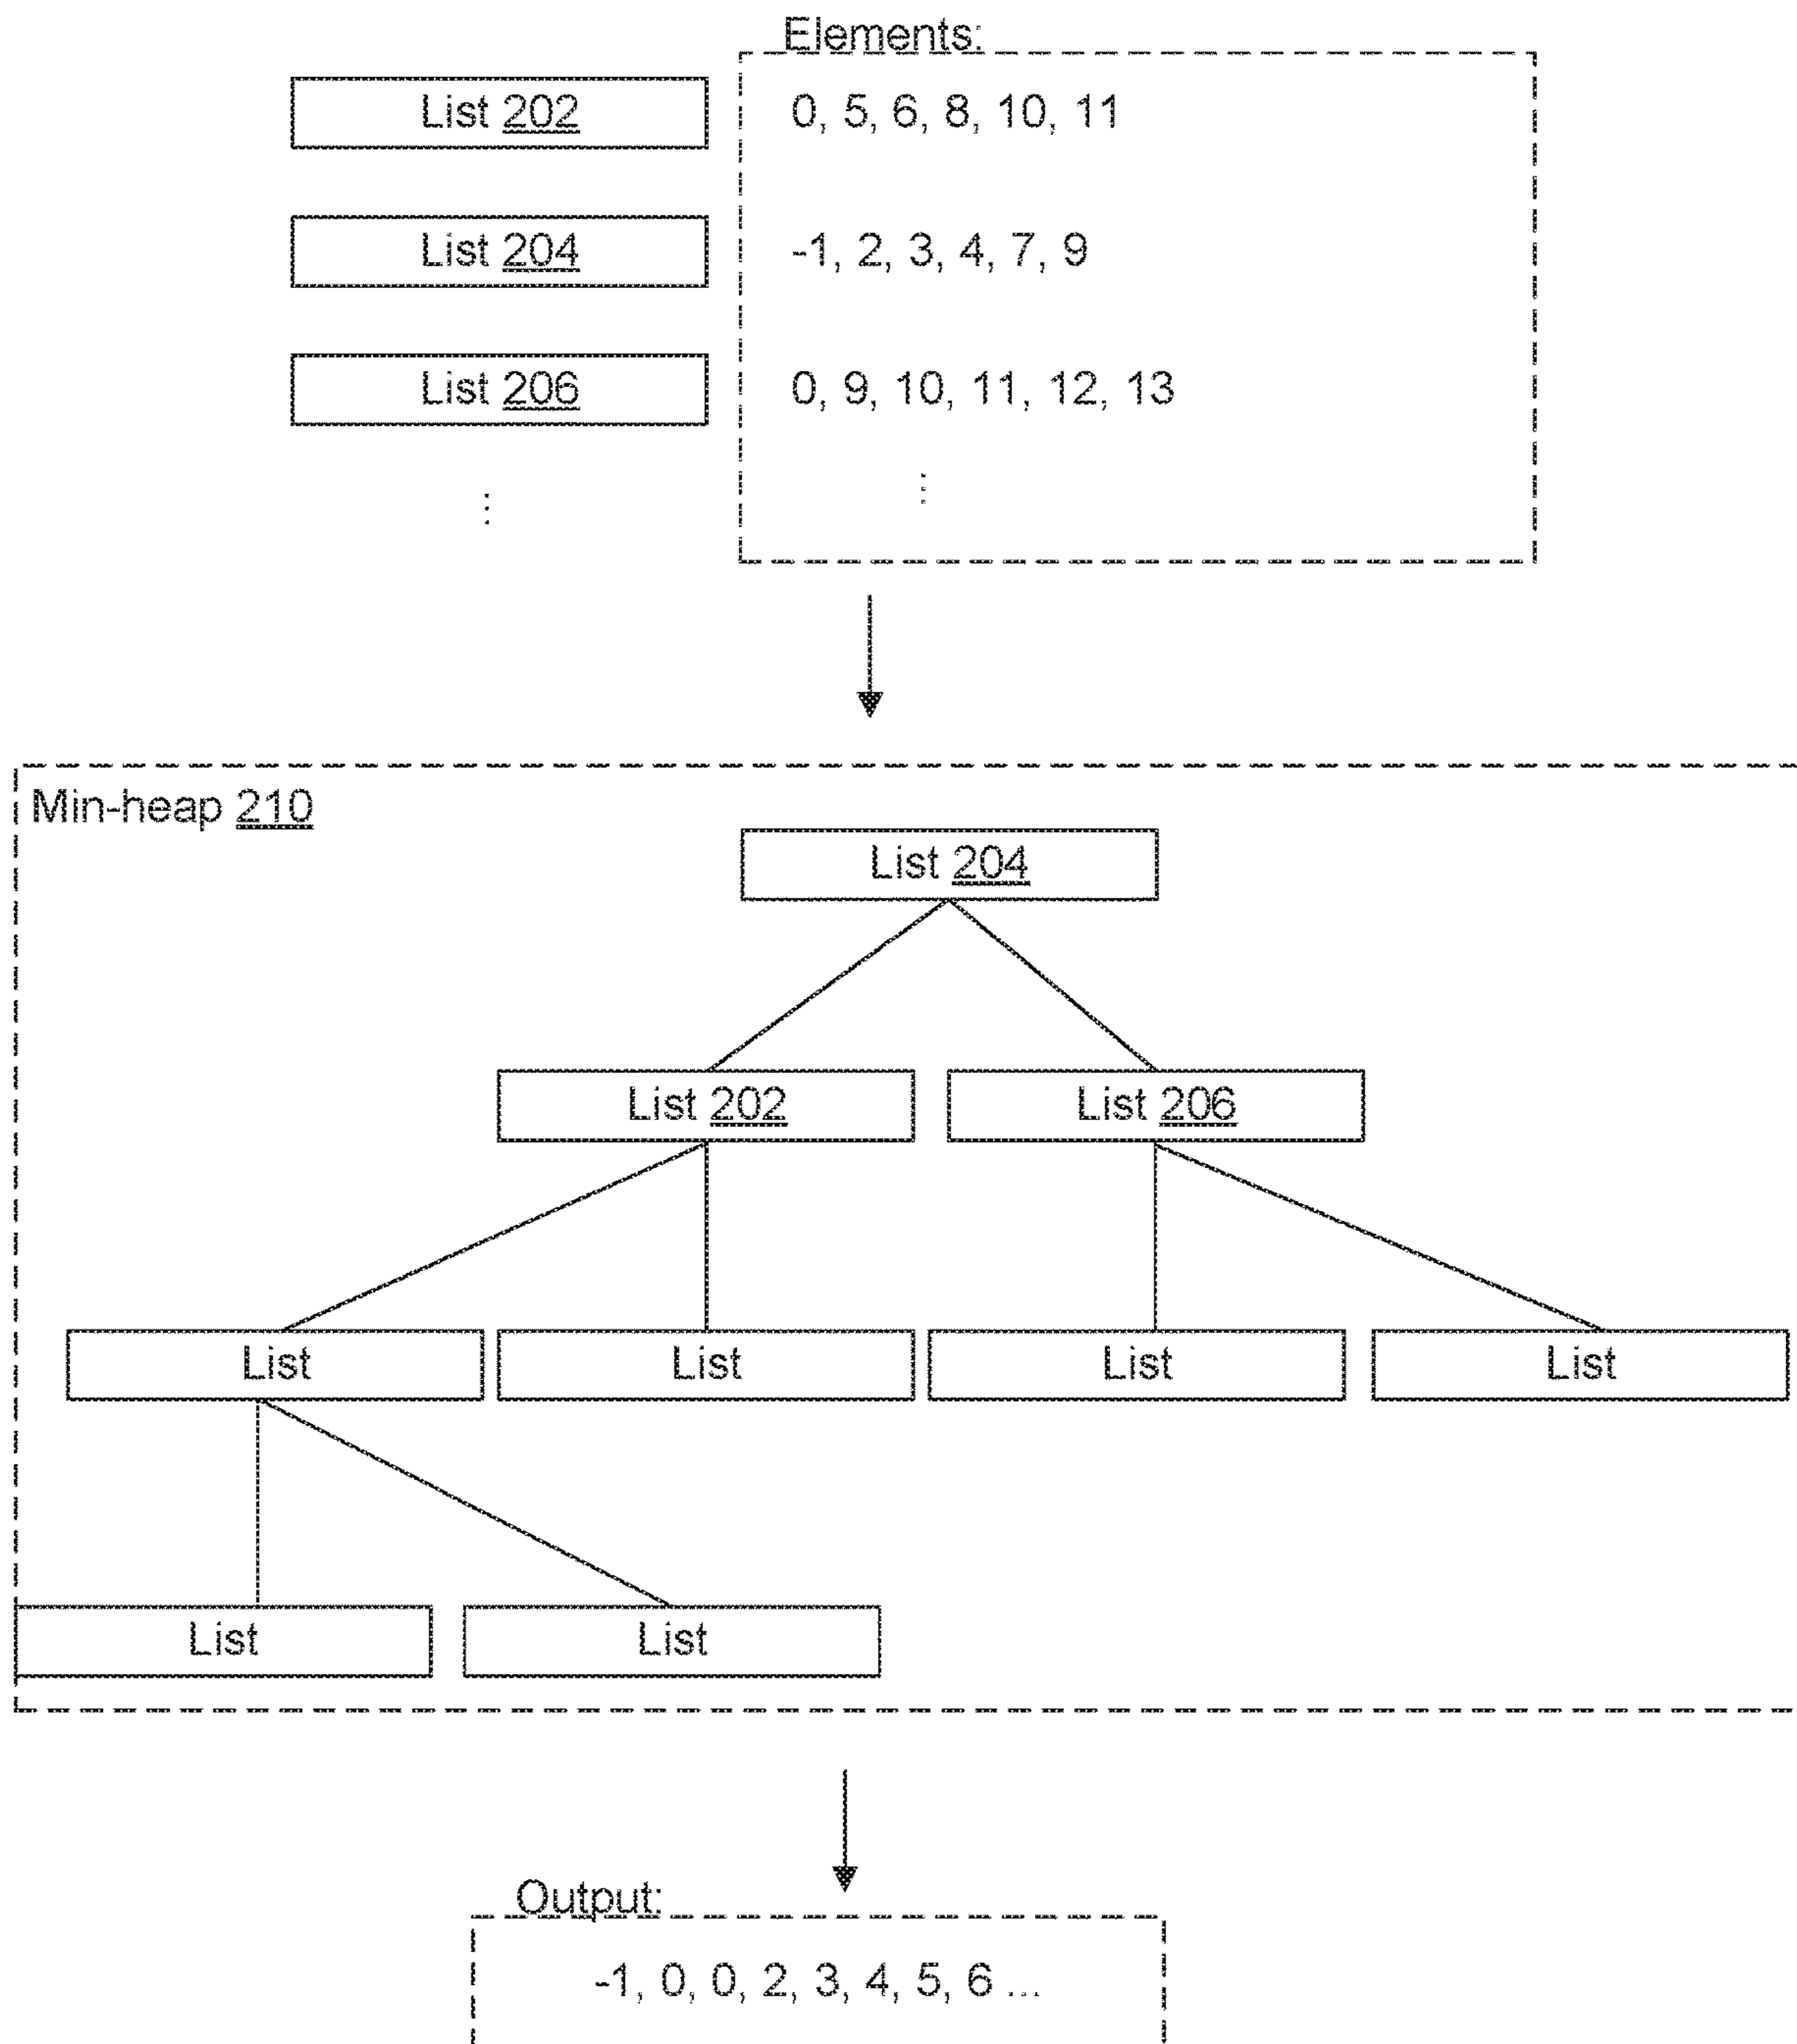 Elements:
List 202
0, 5, 6, 8, 10, 11
List 204
-1, 2, 3, 4, 7, 9
List 206
0, 9, 10, 11, 12, 13
⋮
⋮
Min-heap 210
List 204
List 202
List 206
List
List
List
List
List
List
Output:
-1, 0, 0, 2, 3, 4, 5, 6 ...